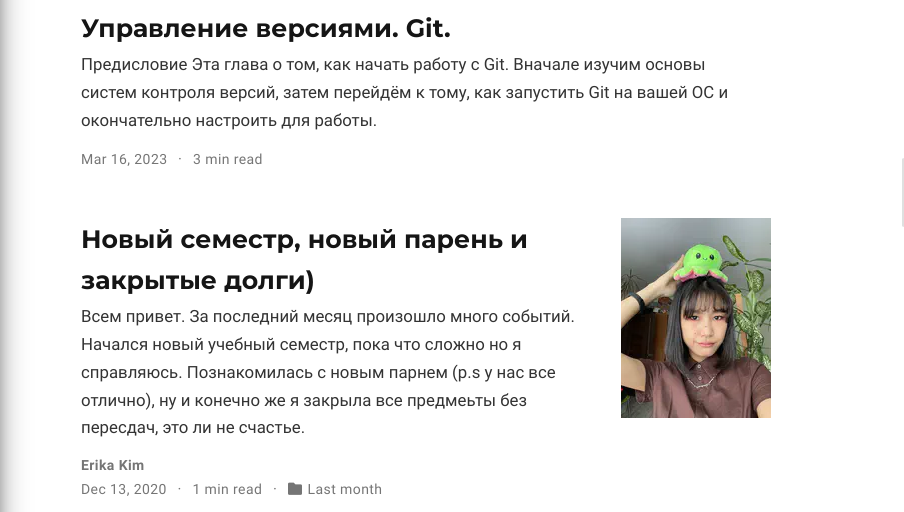 Управление версиями. Git.
Предисловие Эта глава о том, как начать работу с Git. Вначале изучим основы
систем контроля версий, затем перейдём к тому, как запустить Git на вашей ОС и
окончательно настроить для работы.
Mar 16, 2023 · 3 min read
Новый семестр, новый парень и
закрытые долги)
Всем привет. За последний месяц произошло много событий.
Начался новый учебный семестр, пока что сложно но я
справляюсь. Познакомилась с новым парнем (p.s у нас все
отлично), ну и конечно же я закрыла все предмеьты без
пересдач, это ли не счастье.
Erika Kim
Dec 13, 2020 · 1 min read · Last month